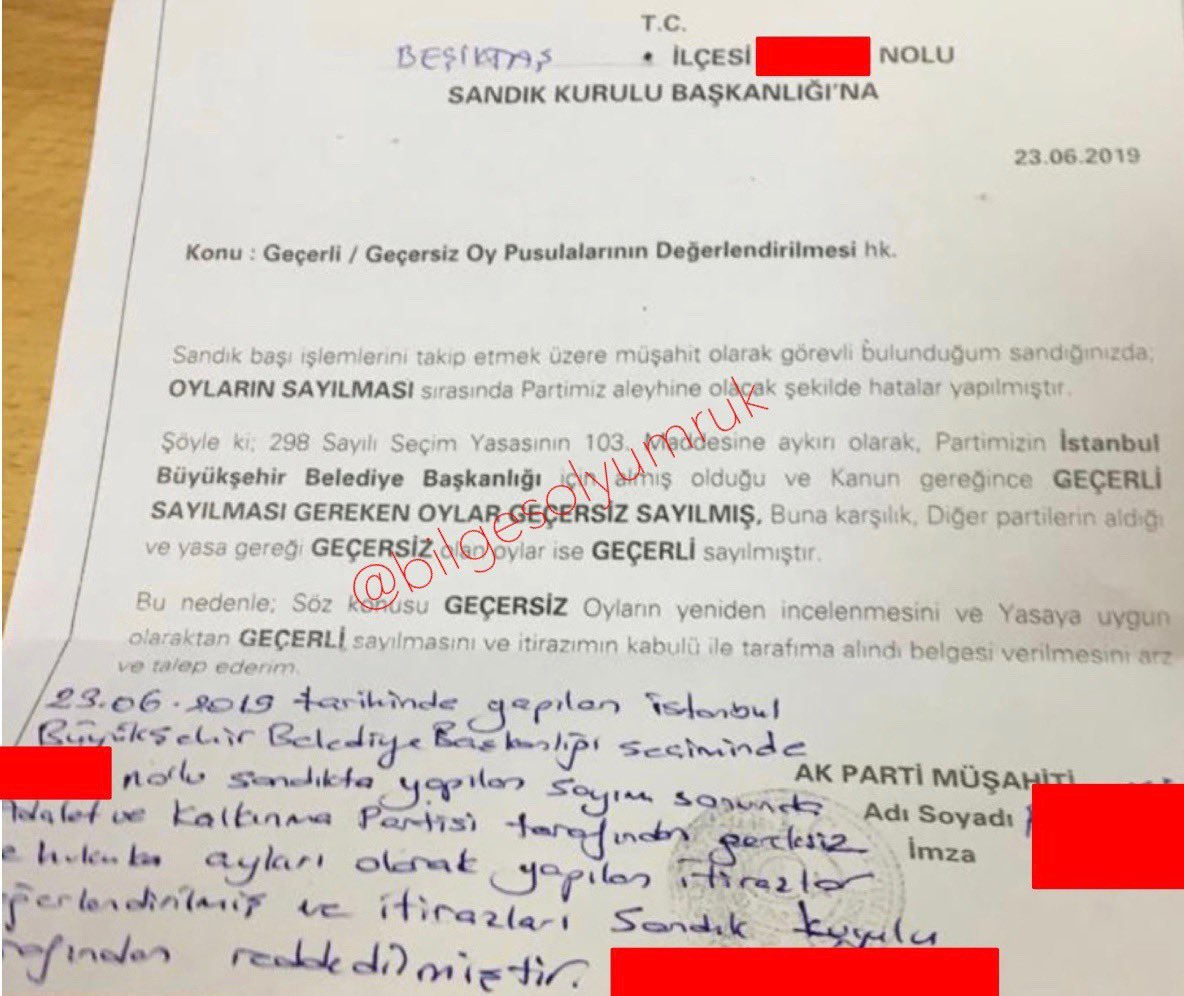 T.C.
BEŞİKTAŞ İLÇESİ NOLU
SANDIK KURULU BAŞKANLIĞI'NA
23.06.2019
Konu : Geçerli / Geçersiz Oy Pusulalarının Değerlendirilmesi hk.
Sandık başı işlemlerini takip etmek üzere müşahit olarak görevli bulunduğum sandığınızda;
OYLARIN SAYILMASI sırasında Partimiz aleyhine olacak şekilde hatalar yapılmıştır.
Şöyle ki; 298 Sayılı Seçim Yasasının 103. Maddesine aykırı olarak, Partimizin İstanbul
Büyükşehir Belediye Başkanlığı için almış olduğu ve Kanun gereğince GEÇERLİ
SAYILMASI GEREKEN OYLAR GEÇERSİZ SAYILMIŞ, Buna karşılık, Diğer partilerin aldığı
ve yasa gereği GEÇERSİZ olan oylar ise GEÇERLİ sayılmıştır.
@bilgesolyumruk
Bu nedenle; Söz konusu GEÇERSİZ Oyların yeniden incelenmesini ve Yasaya uygun
olaraktan GEÇERLİ sayılmasını ve itirazımın kabulü ile tarafıma alındı belgesi verilmesini arz
ve talep ederim.
23.06.2019 tarihinde yapılan İstanbul
Büyükşehir Belediye Başkanlığı seçiminde
nolu sandıkta yapılan sayım sonunda
AK PARTİ MÜŞAHİTİ
Adı Soyadı
İmza
dalet ve Kalkınma Partisi tarafından gereksiz
e hukuka ayları olarak yapılan itirazlar
ğerlendirilmiş ve itirazları Sandık kurulu
rafından reddedilmiştir.